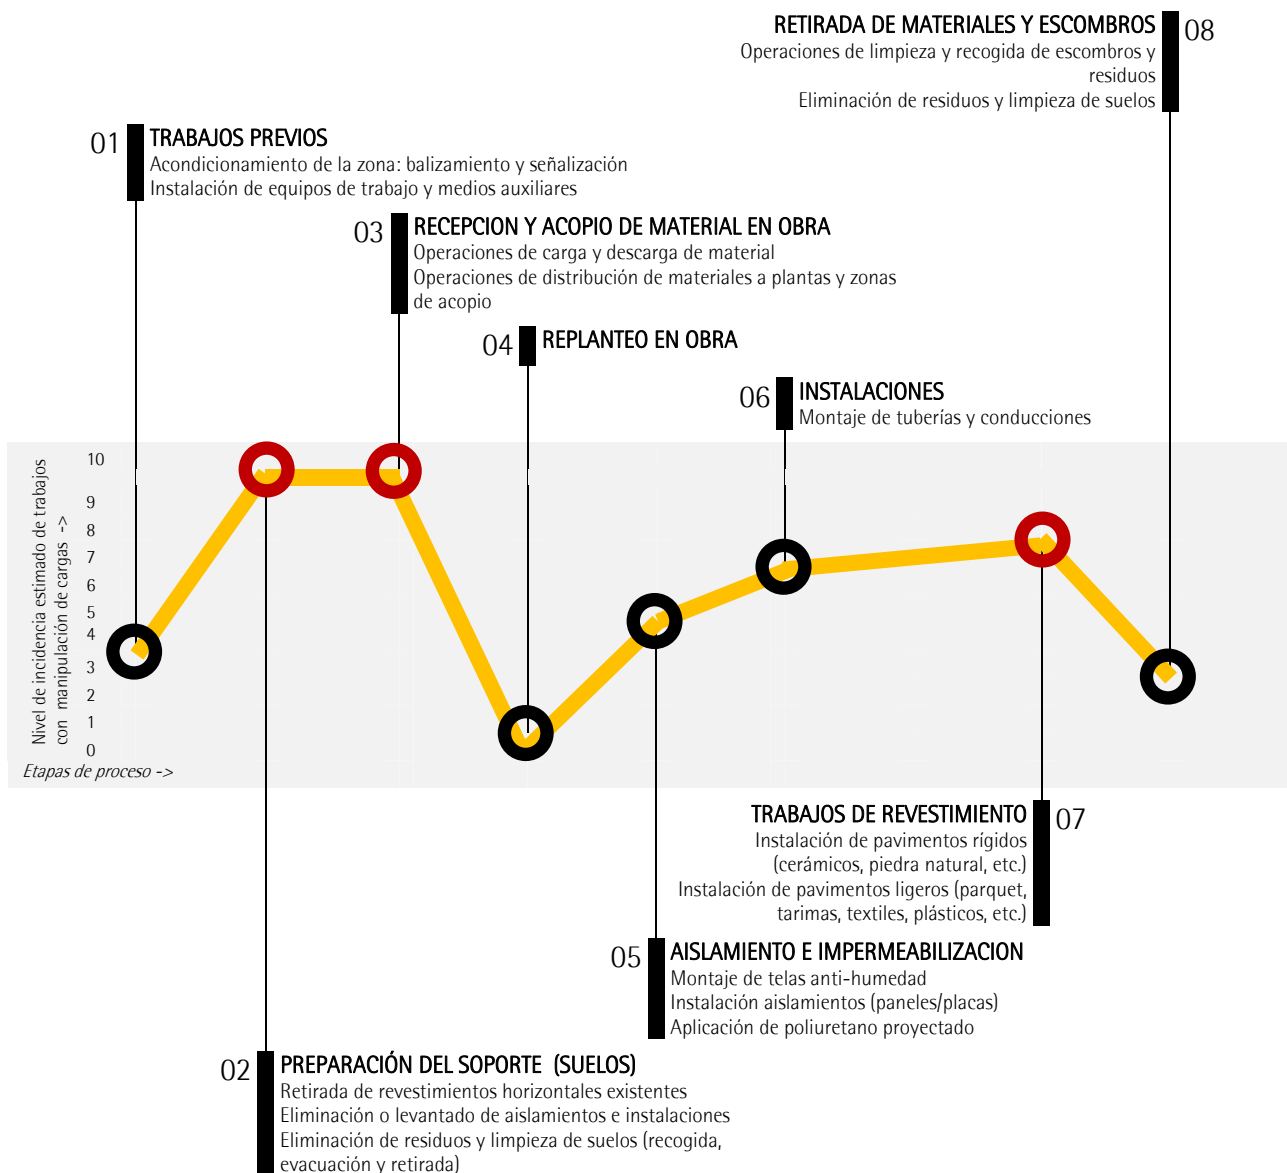 RETIRADA DE MATERIALES Y ESCOMBROS
08
Operaciones de limpieza y recogida de escombros y
residuos
Eliminación de residuos y limpieza de suelos
01
TRABAJOS PREVIOS
Acondicionamiento de la zona: balizamiento y señalización
Instalación de equipos de trabajo y medios auxiliares
03
RECEPCION Y ACOPIO DE MATERIAL EN OBRA
Operaciones de carga y descarga de material
Operaciones de distribución de materiales a plantas y zonas
de acopio
04
REPLANTEO EN OBRA
06
INSTALACIONES
Montaje de tuberías y conducciones
Nivel de incidencia estimado de trabajos
con manipulación de cargas ->
10
9
8
7
6
5
4
3
2
1
0
Etapas de proceso ->
TRABAJOS DE REVESTIMIENTO
07
Instalación de pavimentos rígidos
(cerámicos, piedra natural, etc.)
Instalación de pavimentos ligeros (parquet,
tarimas, textiles, plásticos, etc.)
05
AISLAMIENTO E IMPERMEABILIZACION
Montaje de telas anti-humedad
Instalación aislamientos (paneles/placas)
Aplicación de poliuretano proyectado
02
PREPARACIÓN DEL SOPORTE (SUELOS)
Retirada de revestimientos horizontales existentes
Eliminación o levantado de aislamientos e instalaciones
Eliminación de residuos y limpieza de suelos (recogida,
evacuación y retirada)